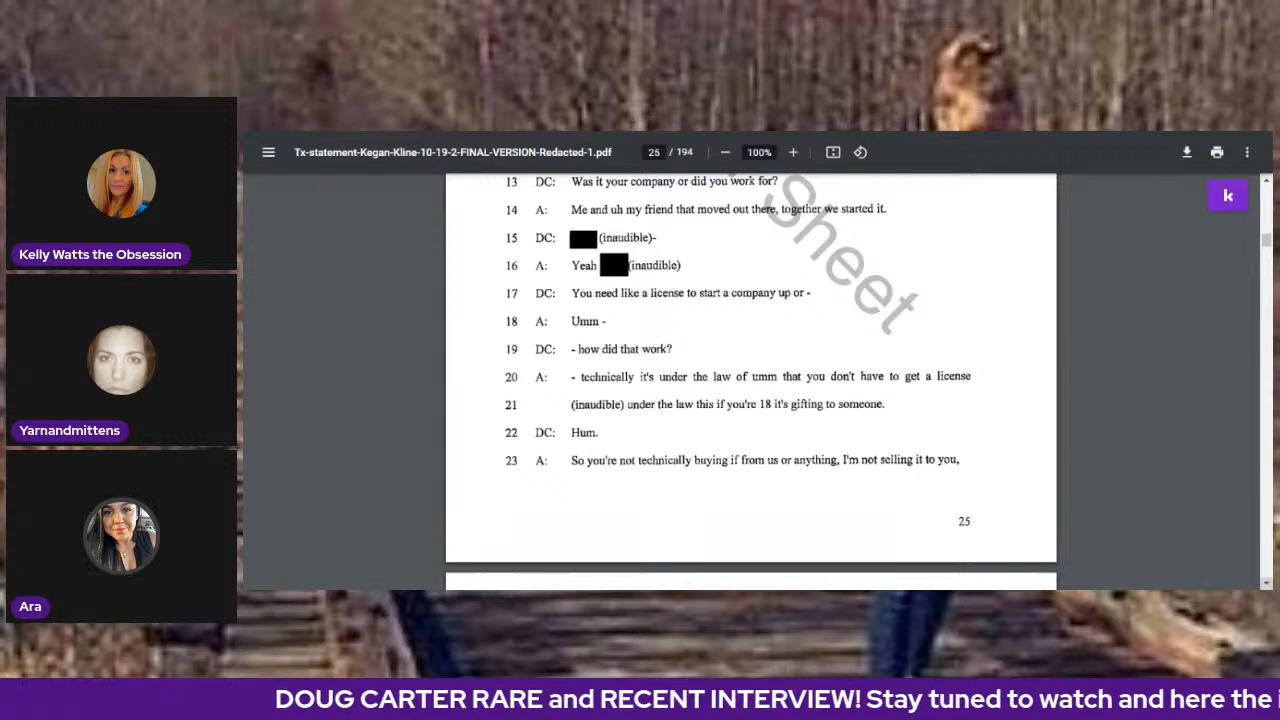 Tx-statement-Kegan-Kline-10-19-2-FINAL-VERSION-Redacted-1.pdf 25 / 194 100%
k
Sheet
13 DC: Was it your company or did you work for?
14 A: Me and uh my friend that moved out there, together we started it.
15 DC: (inaudible)-
16 A: Yeah (inaudible)
17 DC: You need like a license to start a company up or -
18 A: Umm -
19 DC: - how did that work?
20 A: - technically it's under the law of umm that you don't have to get a license
21 (inaudible) under the law this if you're 18 it's gifting to someone.
22 DC: Hum.
23 A: So you're not technically buying if from us or anything, I'm not selling it to you,
25
Kelly Watts the Obsession
Yarnandmittens
Ara
DOUG CARTER RARE and RECENT INTERVIEW! Stay tuned to watch and here the